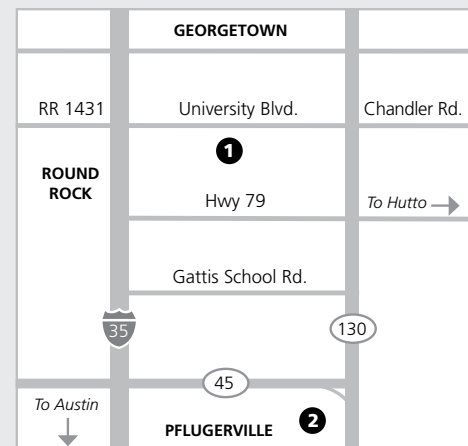 GEORGETOWN
RR 1431
University Blvd.
Chandler Rd.
1
ROUND
ROCK
Hwy 79
To Hutto
Gattis School Rd.
35
130
45
To Austin
PFLUGERVILLE
2